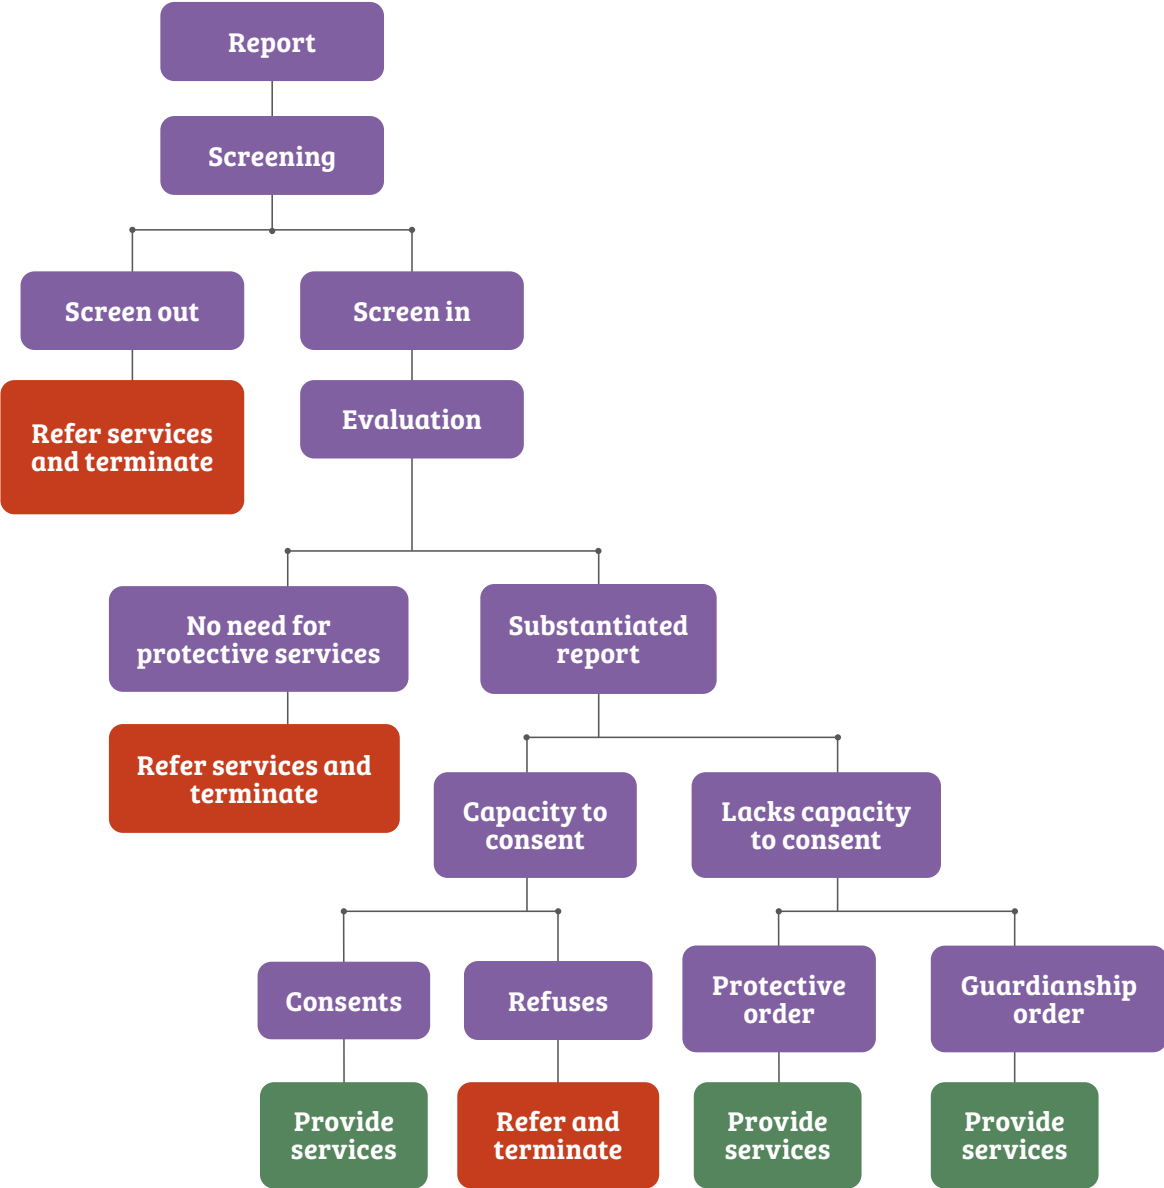 Report
Screening
Screen out
Screen in
Refer services
and terminate
Evaluation
No need for
protective services
Substantiated
report
Refer services and
terminate
Capacity to
consent
Lacks capacity
to consent
Consents
Refuses
Protective
order
Guardianship
order
Provide
services
Refer and
terminate
Provide
services
Provide
services